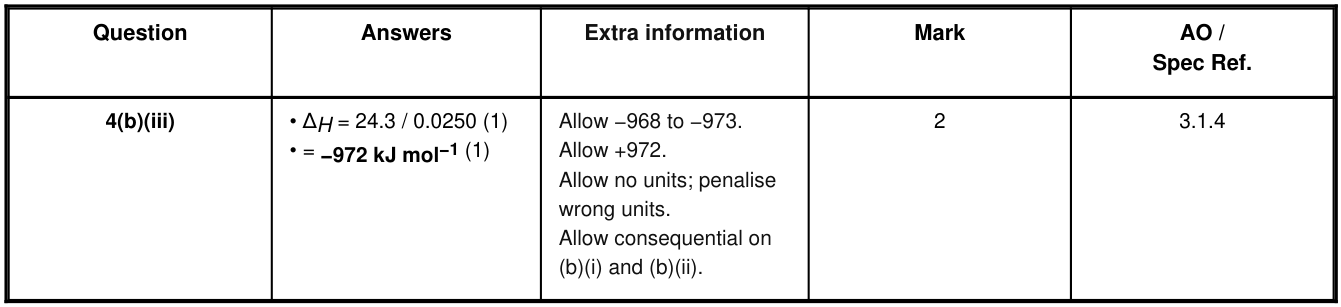 Question Answers Extra information Mark AO /
Spec Ref.
4(b)(iii) • ΔH = 24.3 / 0.0250 (1) Allow −968 to −973. 2 3.1.4
• = −972 kJ mol⁻¹ (1) Allow +972.
Allow no units; penalise
wrong units.
Allow consequential on
(b)(i) and (b)(ii).